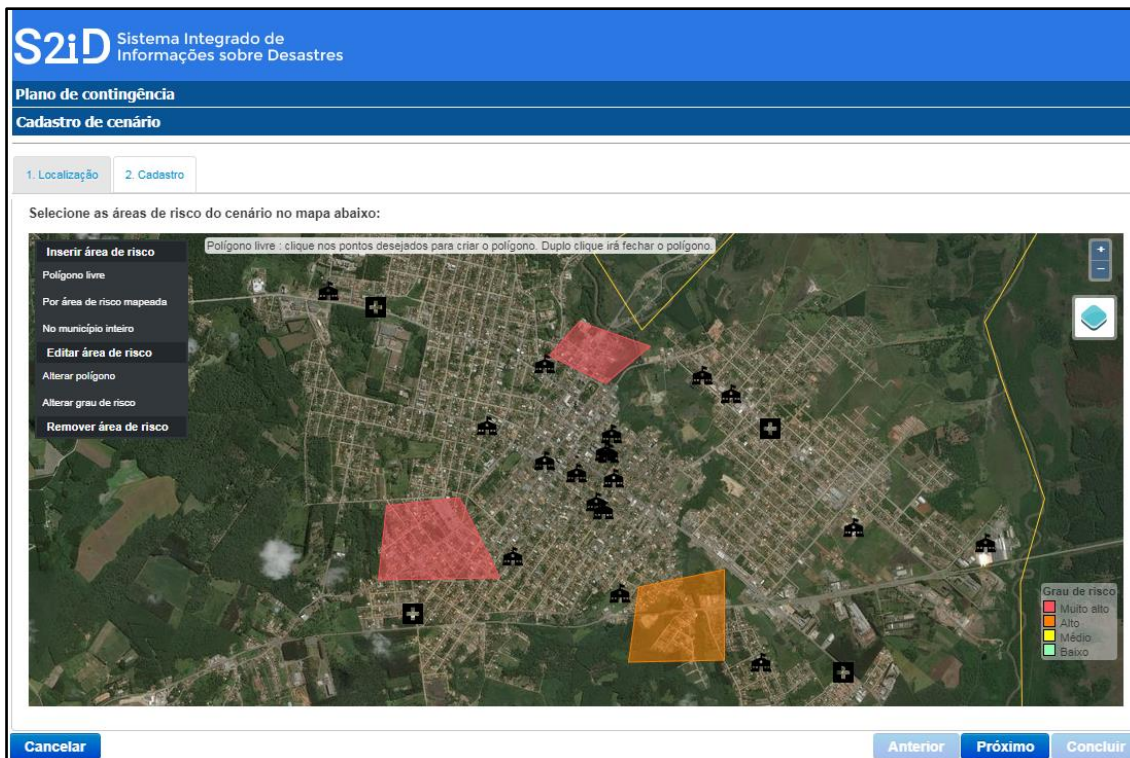 S2iD Sistema Integrado de
Informações sobre Desastres
Plano de contingência
Cadastro de cenário
1. Localização
2. Cadastro
Selecione as áreas de risco do cenário no mapa abaixo:
Inserir área de risco
Polígono livre : clique nos pontos desejados para criar o polígono. Duplo clique irá fechar o polígono.
+
−
Polígono livre
Por área de risco mapeada
No município inteiro
Editar área de risco
Alterar polígono
Alterar grau de risco
Remover área de risco
Grau de risco
Muito alto
Alto
Médio
Baixo
Cancelar
Anterior
Próximo
Concluir